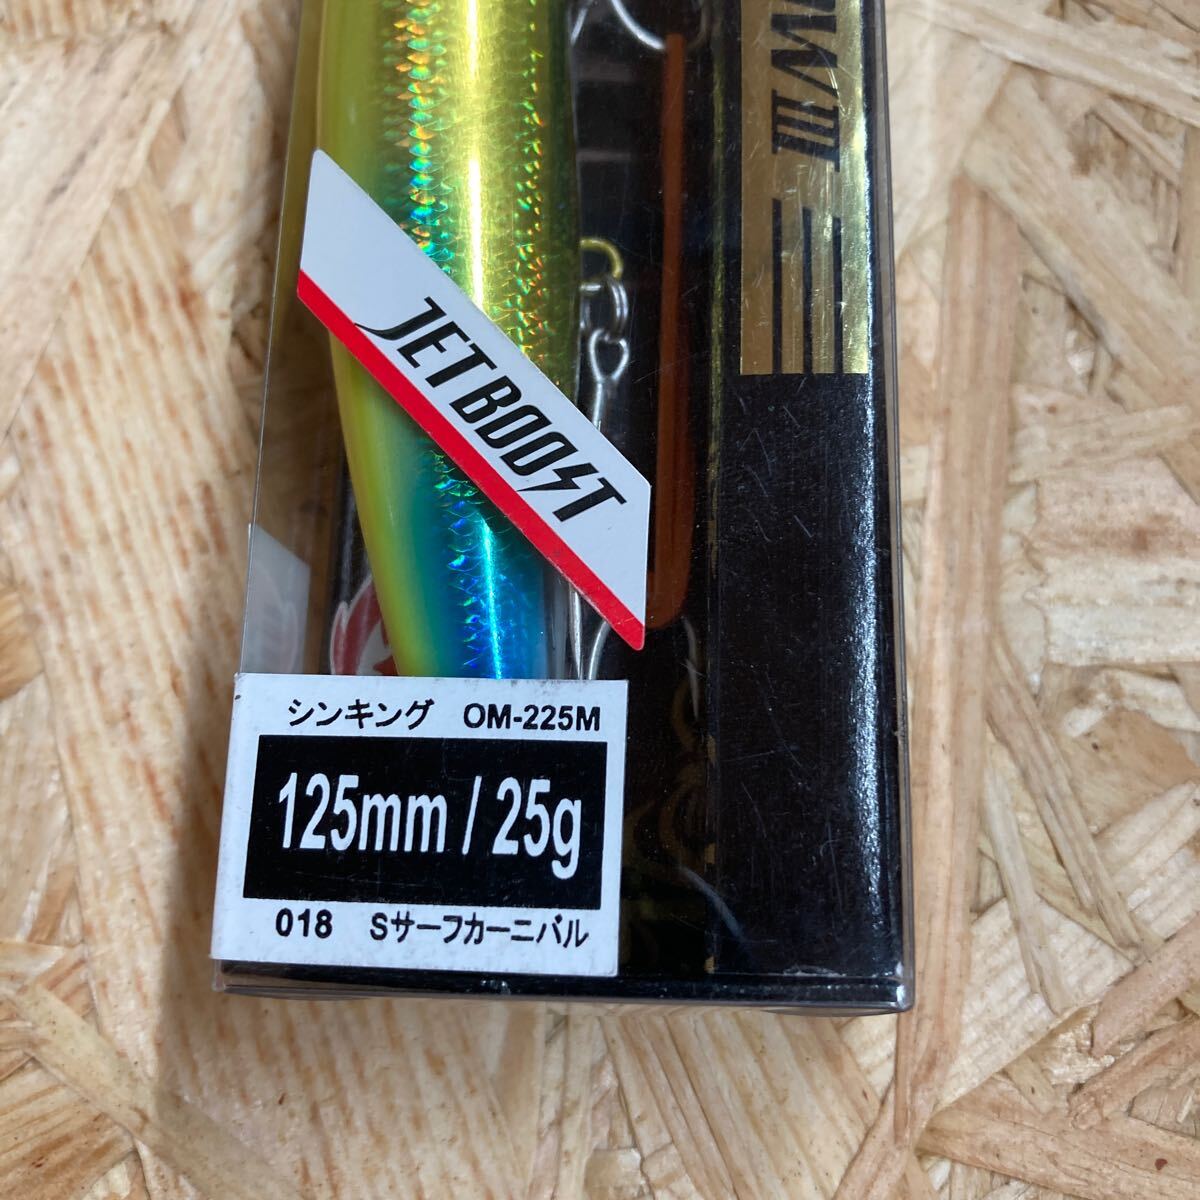 JET BOOST
シンキング OM-225M
125mm / 25g
018 Sサーフカーニバル